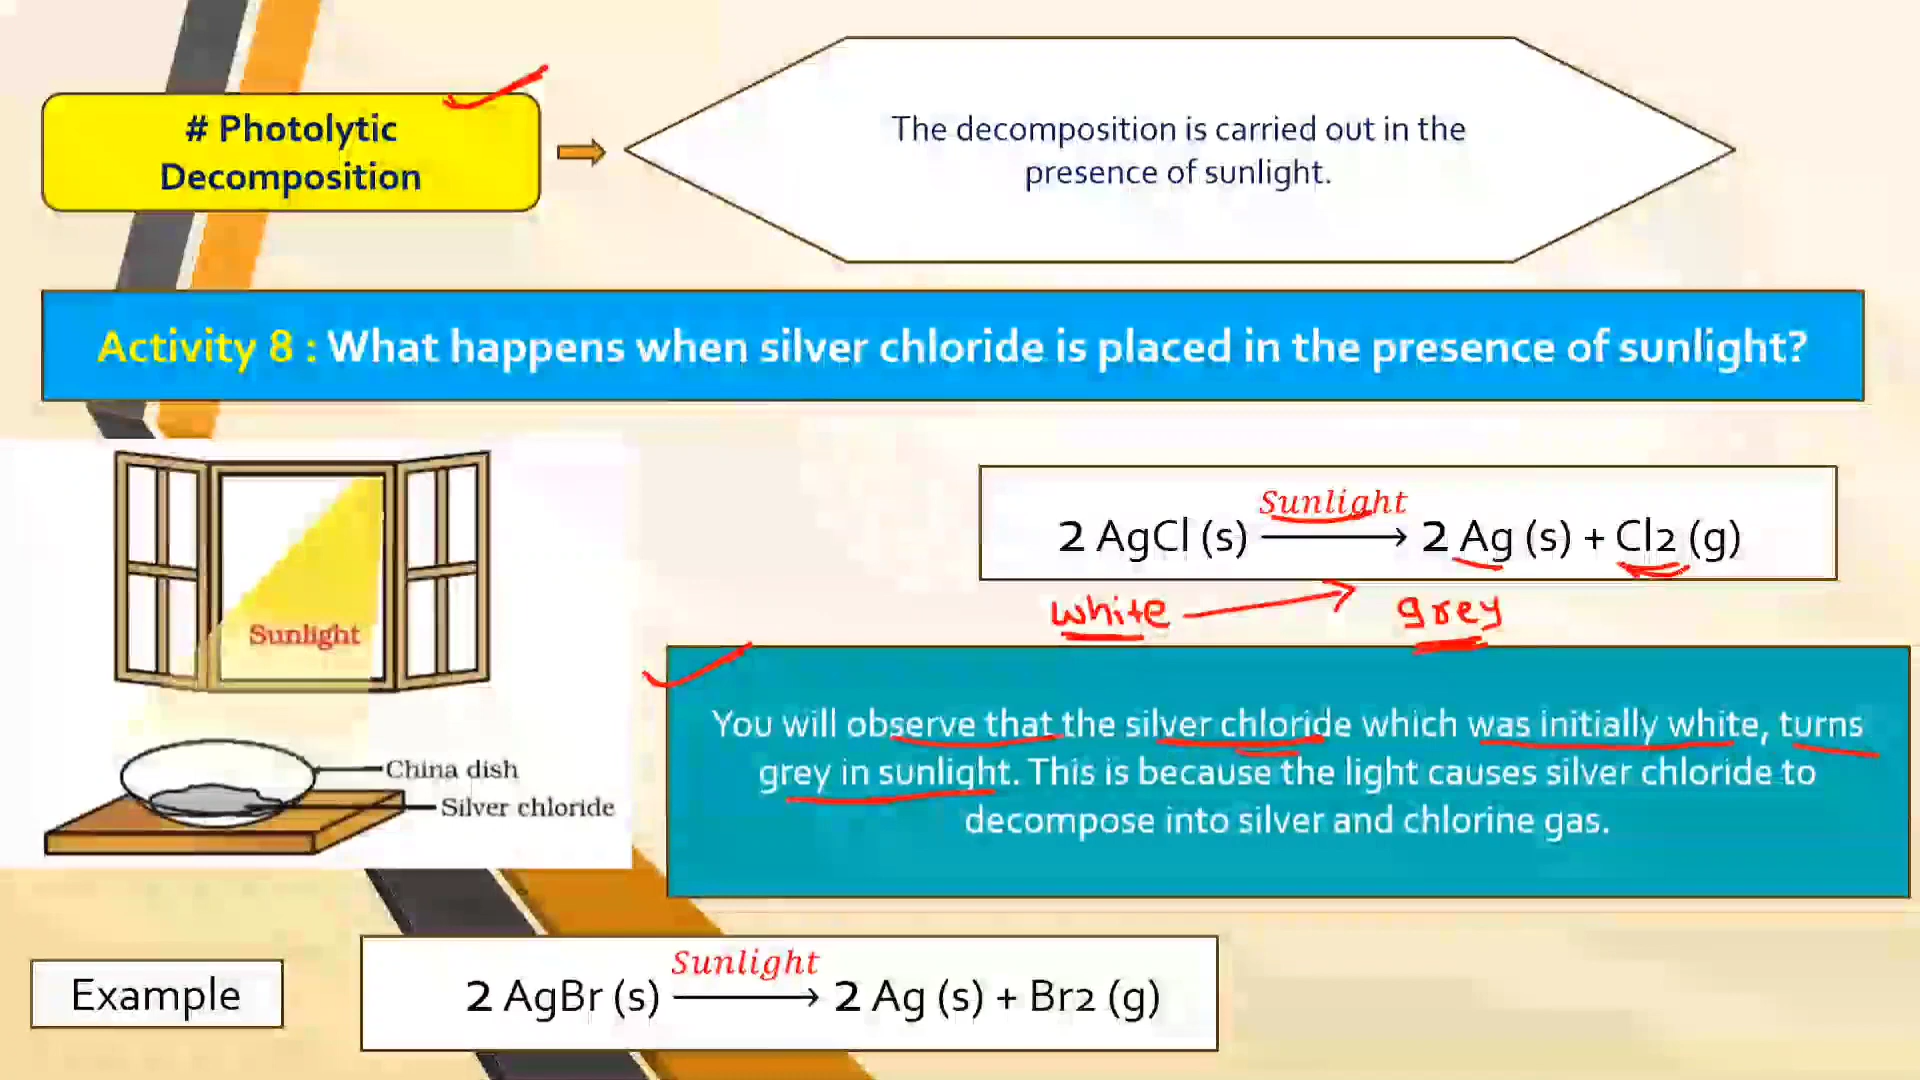 # Photolytic
Decomposition
The decomposition is carried out in the
presence of sunlight.
Activity 8 : What happens when silver chloride is placed in the presence of sunlight?
Sunlight
China dish
Silver chloride
Sunlight
2 AgCl (s) ⟶ 2 Ag (s) + Cl2 (g)
white → grey
You will observe that the silver chloride which was initially white, turns
grey in sunlight. This is because the light causes silver chloride to
decompose into silver and chlorine gas.
Example
Sunlight
2 AgBr (s) ⟶ 2 Ag (s) + Br2 (g)